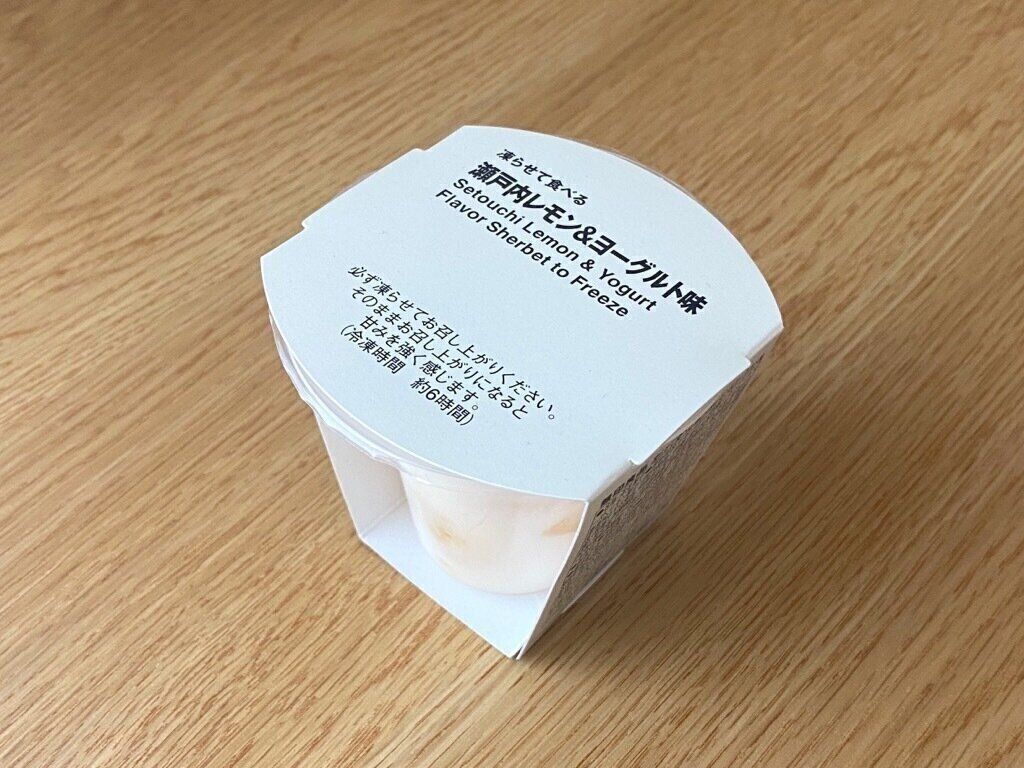 凍らせて食べる
瀬戸内レモン&ヨーグルト味
Setouchi Lemon & Yogurt
Flavor Sherbet to Freeze
必ず凍らせてお召し上がりください。
そのままお召し上がりになると
甘みを強く感じます。
(冷凍時間　約6時間)